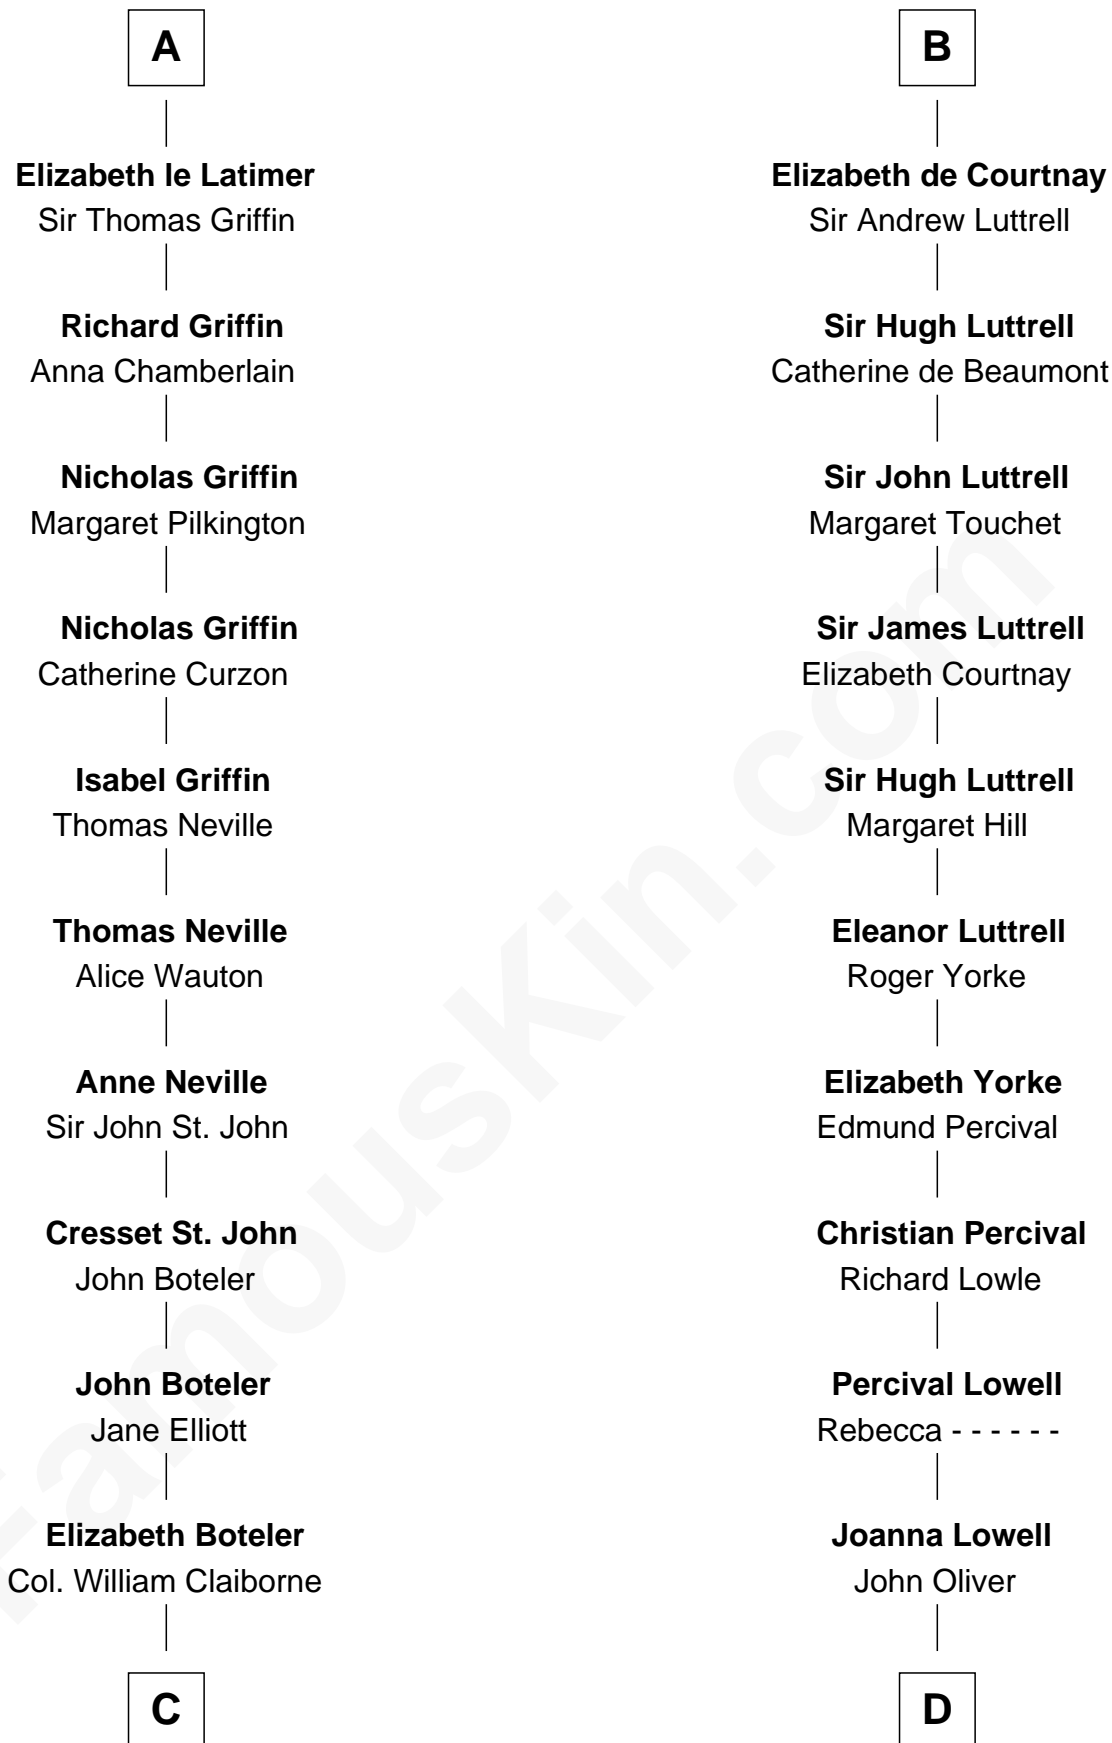 A
Elizabeth le Latimer
Sir Thomas Griffin
Richard Griffin
Anna Chamberlain
Nicholas Griffin
Margaret Pilkington
Nicholas Griffin
Catherine Curzon
Isabel Griffin
Thomas Neville
Thomas Neville
Alice Wauton
Anne Neville
Sir John St. John
Cresset St. John
John Boteler
John Boteler
Jane Elliott
Elizabeth Boteler
Col. William Claiborne
C
B
Elizabeth de Courtnay
Sir Andrew Luttrell
Sir Hugh Luttrell
Catherine de Beaumont
Sir John Luttrell
Margaret Touchet
Sir James Luttrell
Elizabeth Courtnay
Sir Hugh Luttrell
Margaret Hill
Eleanor Luttrell
Roger Yorke
Elizabeth Yorke
Edmund Percival
Christian Percival
Richard Lowle
Percival Lowell
Rebecca - - - - - -
Joanna Lowell
John Oliver
D
FamousKin.com